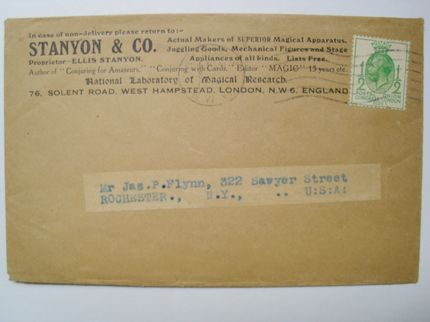 In case of non-delivery please return to:-
STANYON & CO.
Proprietor-ELLIS STANYON.
Actual Makers of SUPERIOR Magical Apparatus,
Juggling Goods, Mechanical Figures and Stage
Appliances of all kinds. Lists Free.
Author of "Conjuring for Amateurs," "Conjuring with Cards," Editor "MAGIC" 15 years etc.
National Laboratory of Magical Research.
76, SOLENT ROAD, WEST HAMPSTEAD, LONDON, N.W.6. ENGLAND
POSTAL
Mr Jas.P.Flynn, 322 Sawyer Street
ROCHESTER., N.Y., .. U:S:A: